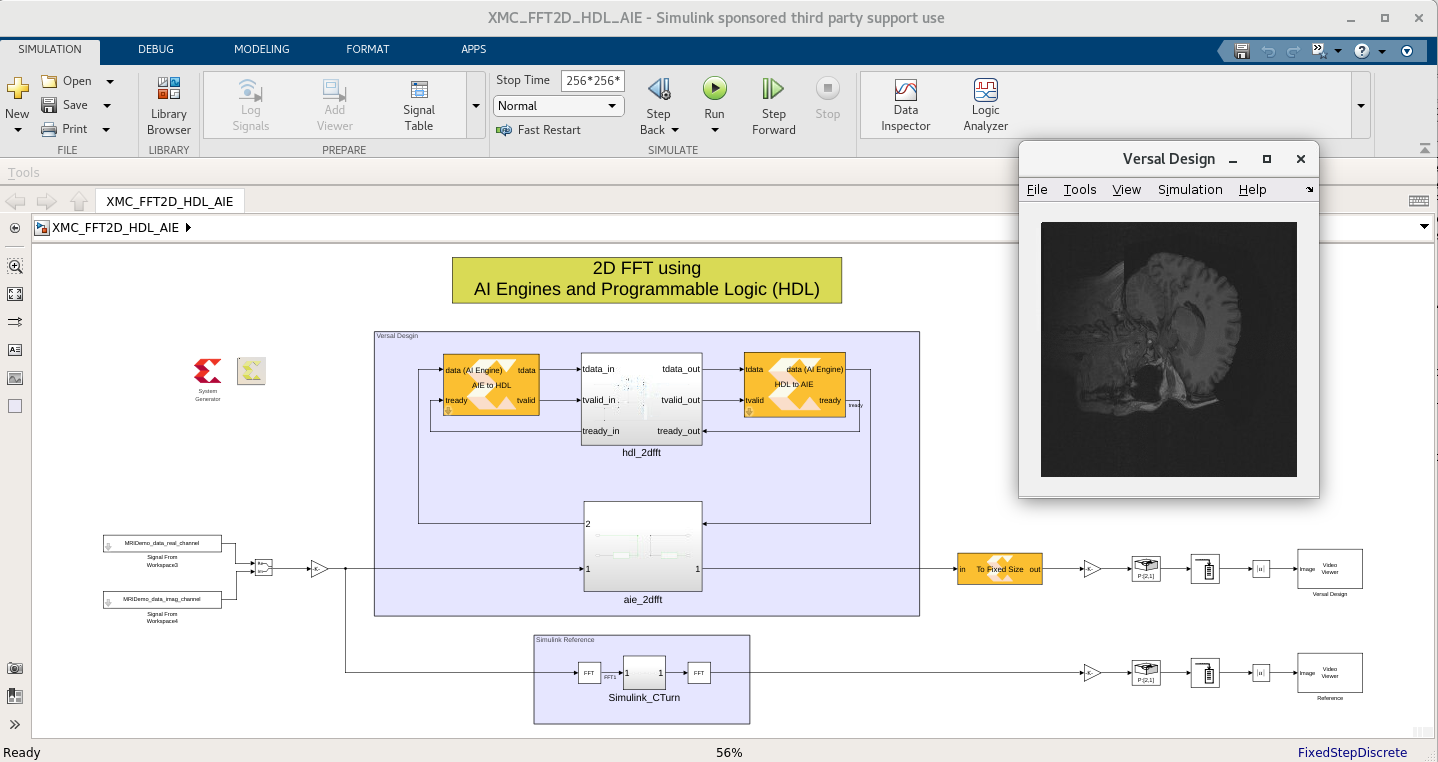 XMC_FFT2D_HDL_AIE - Simulink sponsored third party support use
SIMULATION DEBUG MODELING FORMAT APPS
New
Open
Save
Print
FILE
Library
Browser
LIBRARY
Log
Signals
Add
Viewer
Signal
Table
PREPARE
Stop Time 256*256*
Normal
Fast Restart
Step
Back
Run
Step
Forward
Stop
SIMULATE
Data
Inspector
Logic
Analyzer
Tools
XMC_FFT2D_HDL_AIE
XMC_FFT2D_HDL_AIE
Versal Design
File Tools View Simulation Help
2D FFT using
AI Engines and Programmable Logic (HDL)
System
Generator
Versal Desgin
data (AI Engine) tdata
AIE to HDL
tready tvalid
tdata_in tdata_out
tvalid_in tvalid_out
tready_in tready_out
hdl_2dfft
tdata data (AI Engine)
HDL to AIE
tvalid tready
tready
2
1 1
aie_2dfft
MRIDemo_data_real_channel
Signal From
Workspace3
MRIDemo_data_imag_channel
Signal From
Workspace4
Re
Im
-K-
in To Fixed Size out
-K-
P:[2,1]
|u|
Image
Video
Viewer
Versal Design
Simulink Reference
FFT
FFT1
1 1
FFT
Simulink_CTurn
-K-
P:[2,1]
|u|
Image
Video
Viewer
Reference
Ready 56% FixedStepDiscrete